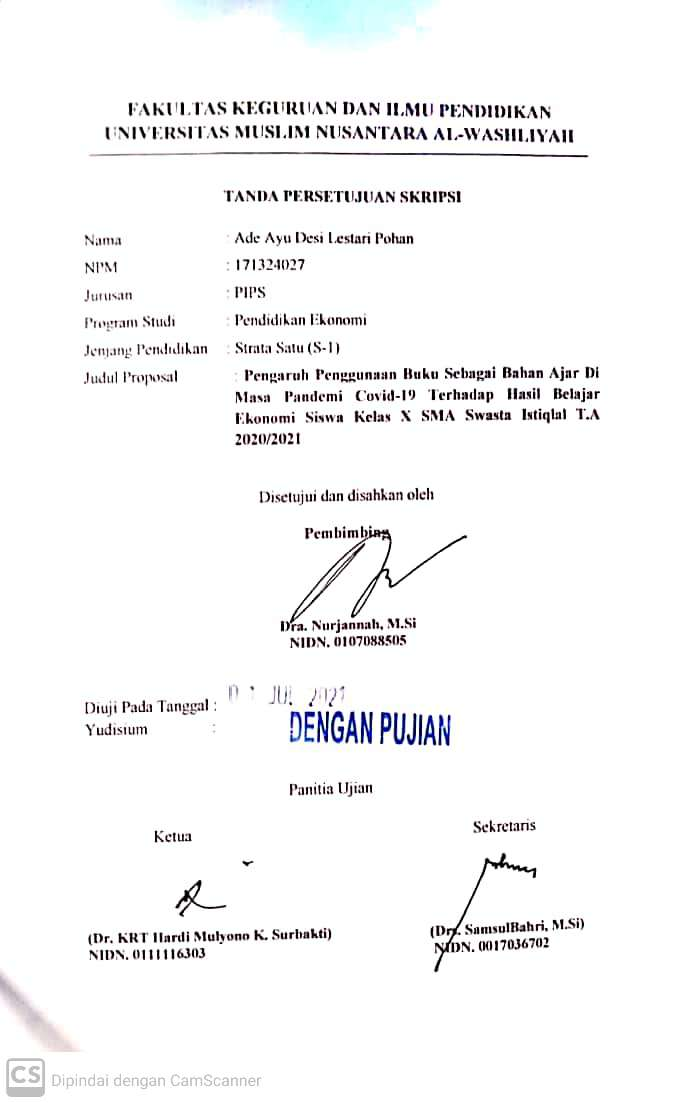 FAKULTAS KEGURUAN DAN ILMU PENDIDIKAN
UNIVERSITAS MUSLIM NUSANTARA AL-WASHLIYAH
TANDA PERSETUJUAN SKRIPSI
Nama : Ade Ayu Desi Lestari Pohan
NPM : 171324027
Jurusan : PIPS
Program Studi : Pendidikan Ekonomi
Jenjang Pendidikan : Strata Satu (S-1)
Judul Proposal : Pengaruh Penggunaan Buku Sebagai Bahan Ajar Di
Masa Pandemi Covid-19 Terhadap Hasil Belajar
Ekonomi Siswa Kelas X SMA Swasta Istiqlal T.A
2020/2021
Disetujui dan disahkan oleh
Pembimbing
Dra. Nurjannah, M.Si
NIDN. 0107088505
Diuji Pada Tanggal : 01 JUL 2021
Yudisium : DENGAN PUJIAN
Panitia Ujian
Ketua
Sekretaris
(Dr. KRT Hardi Mulyono K. Surbakti)
NIDN. 0111116303
(Drs. SamsulBahri, M.Si)
NIDN. 0017036702
CS Dipindai dengan CamScanner